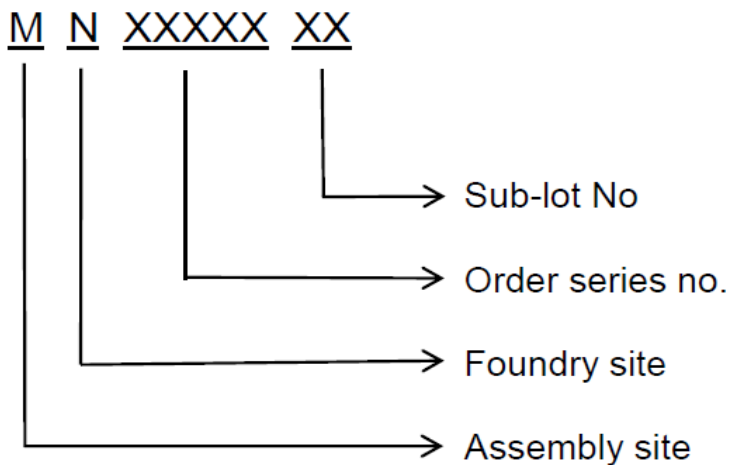 M N XXXXX XX
Sub-lot No
Order series no.
Foundry site
Assembly site